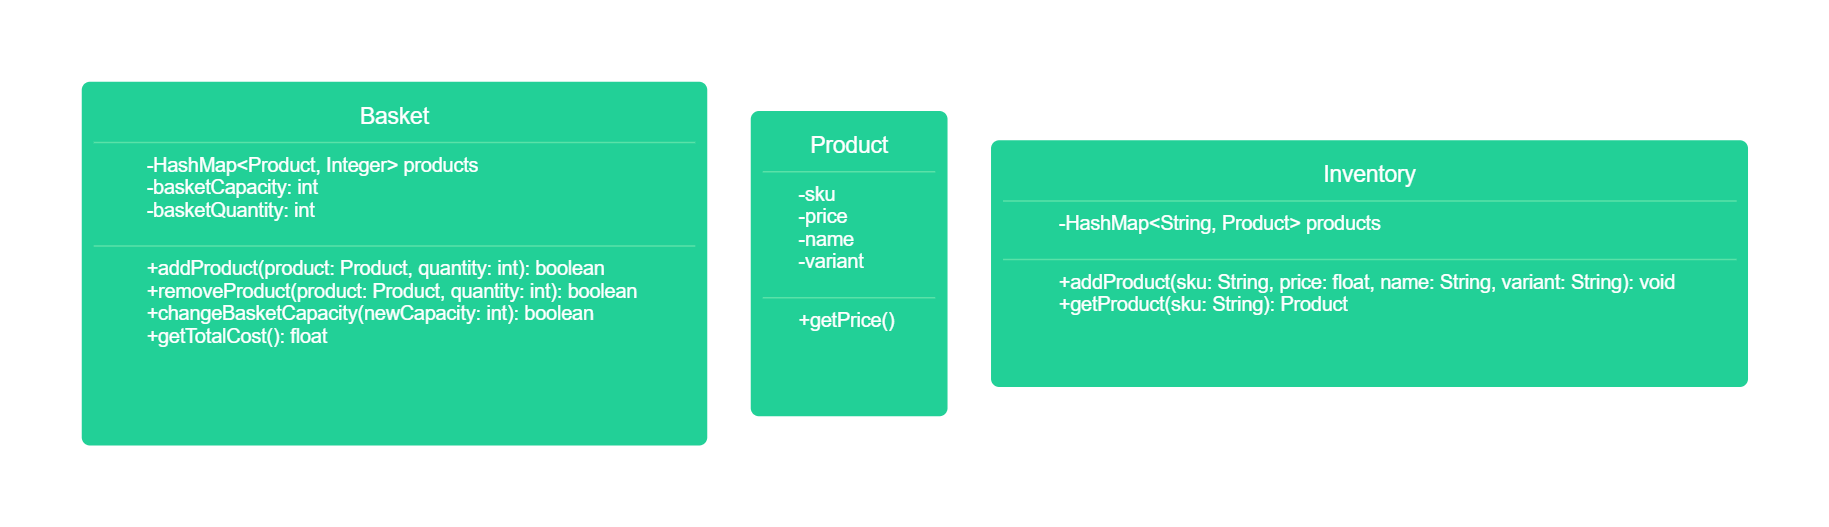 Basket
-HashMap<Product, Integer> products
-basketCapacity: int
-basketQuantity: int
+addProduct(product: Product, quantity: int): boolean
+removeProduct(product: Product, quantity: int): boolean
+changeBasketCapacity(newCapacity: int): boolean
+getTotalCost(): float
Product
-sku
-price
-name
-variant
+getPrice()
Inventory
-HashMap<String, Product> products
+addProduct(sku: String, price: float, name: String, variant: String): void
+getProduct(sku: String): Product